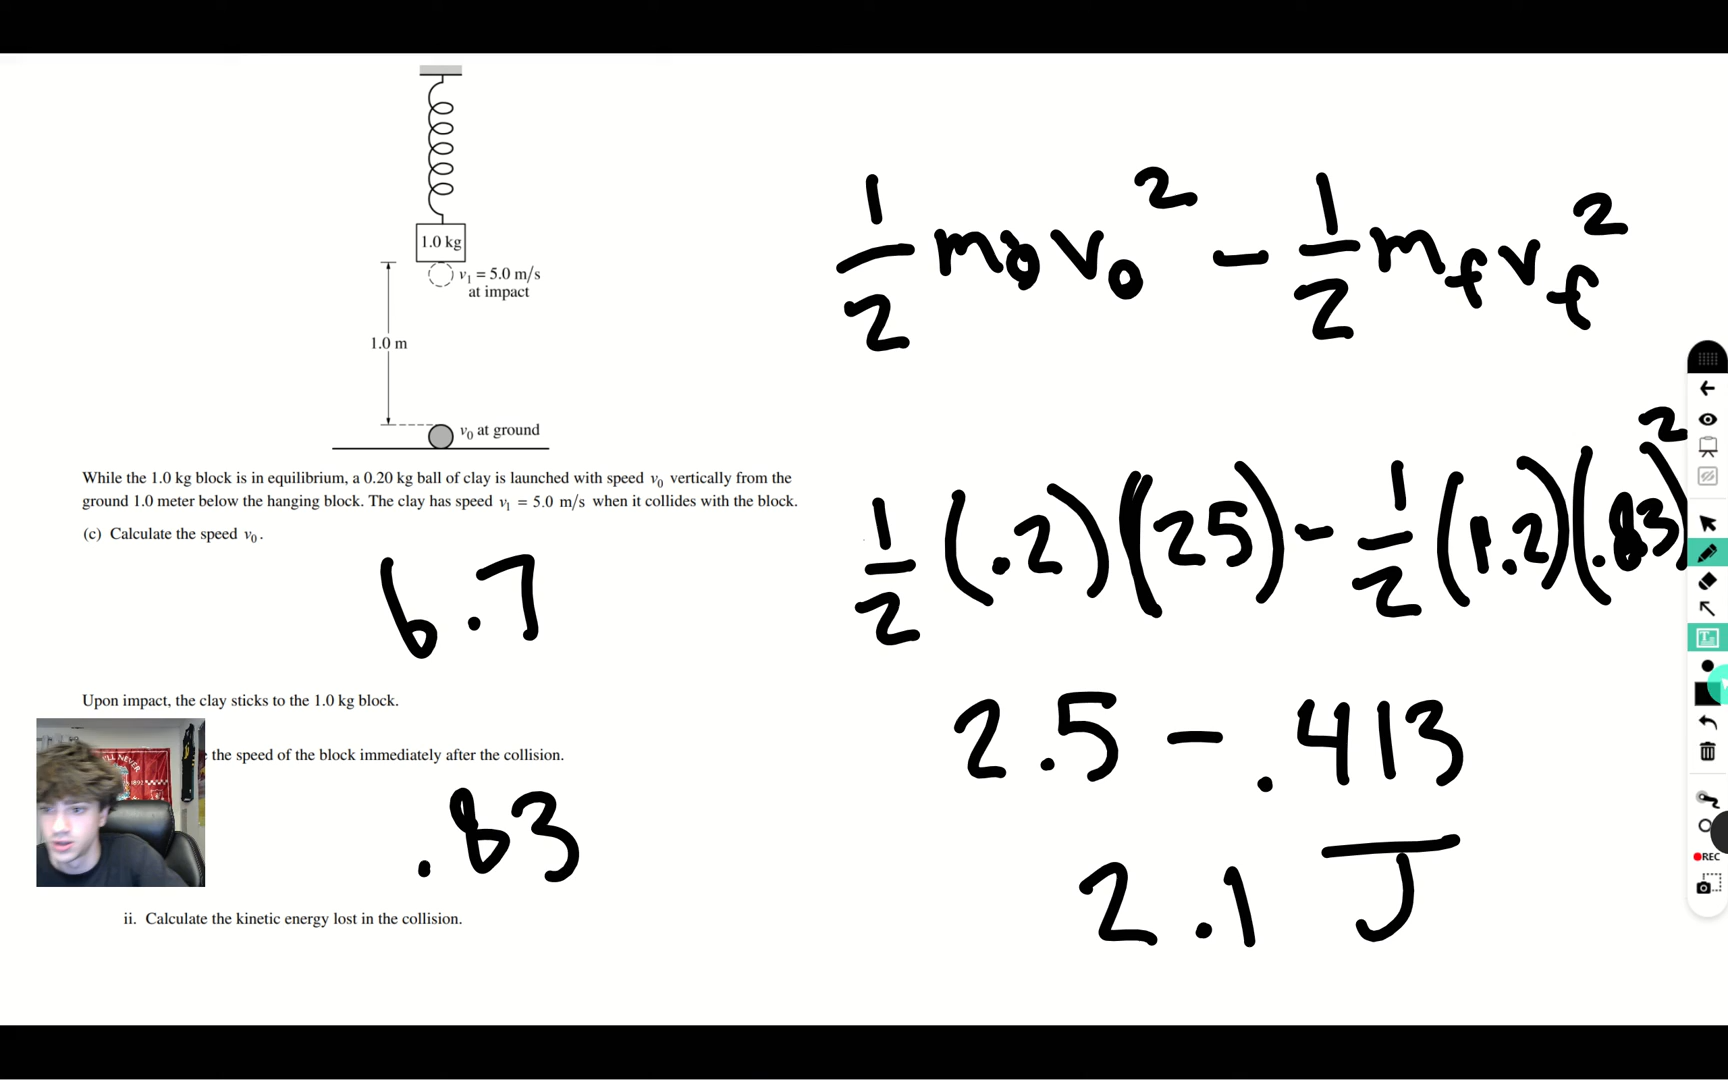 1.0 kg
v₁ = 5.0 m/s
at impact
1.0 m
v₀ at ground
While the 1.0 kg block is in equilibrium, a 0.20 kg ball of clay is launched with speed v₀ vertically from the
ground 1.0 meter below the hanging block. The clay has speed v₁ = 5.0 m/s when it collides with the block.
(c) Calculate the speed v₀.
6.7
Upon impact, the clay sticks to the 1.0 kg block.
the speed of the block immediately after the collision.
.83
ii. Calculate the kinetic energy lost in the collision.
1/2 m₀v₀² - 1/2 m_f v_f²
1/2 (.2)(25) - 1/2 (1.2)(.83)²
2.5 - .413
2.1 J
REC